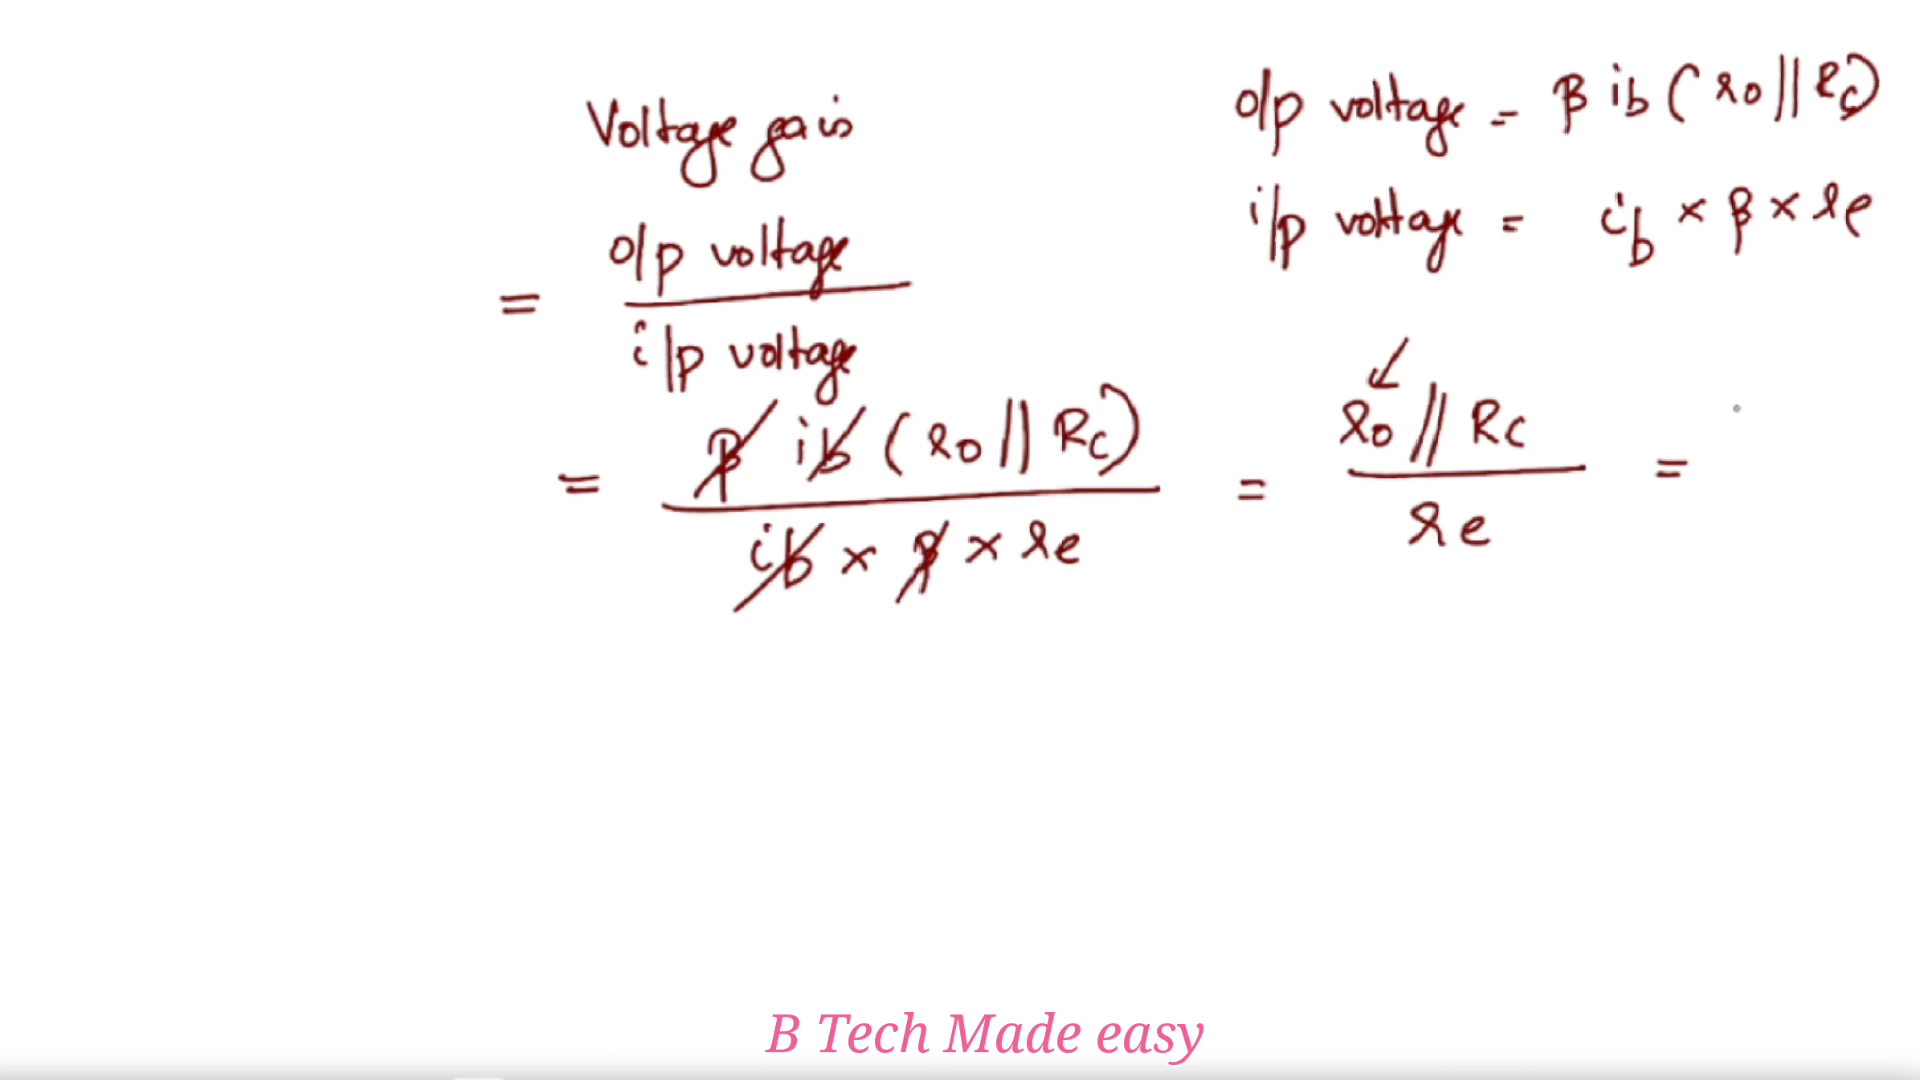 Voltage gain
o/p voltage = β ib (ro || Rc)
i/p voltage = ib × β × re
= o/p voltage / i/p voltage
= β ib (ro || Rc) / ib × β × re = ro || Rc / re =
B Tech Made easy